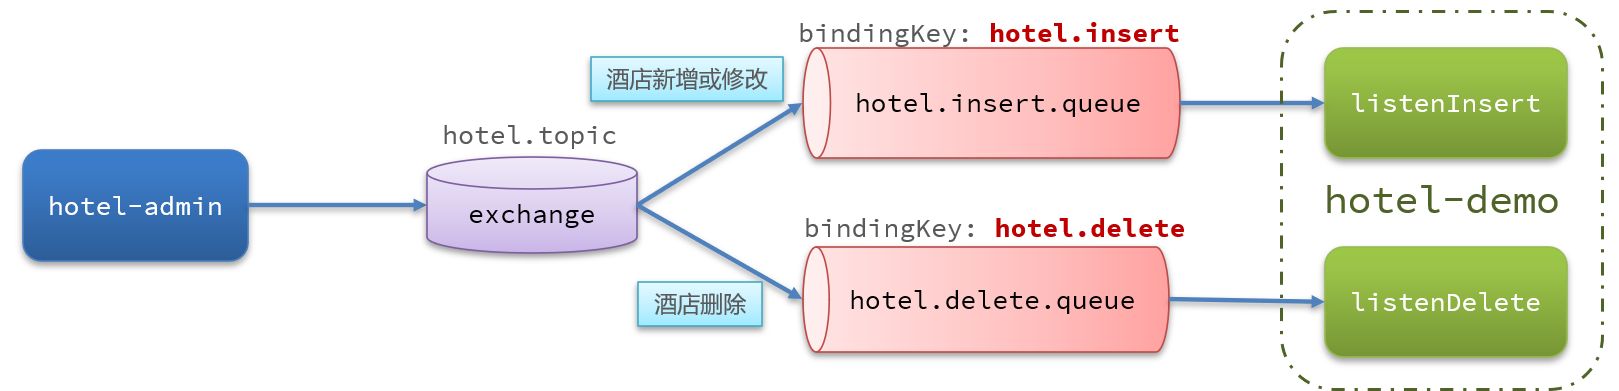 hotel-admin
hotel.topic
exchange
酒店新增或修改
酒店删除
bindingKey: hotel.insert
hotel.insert.queue
bindingKey: hotel.delete
hotel.delete.queue
listenInsert
hotel-demo
listenDelete